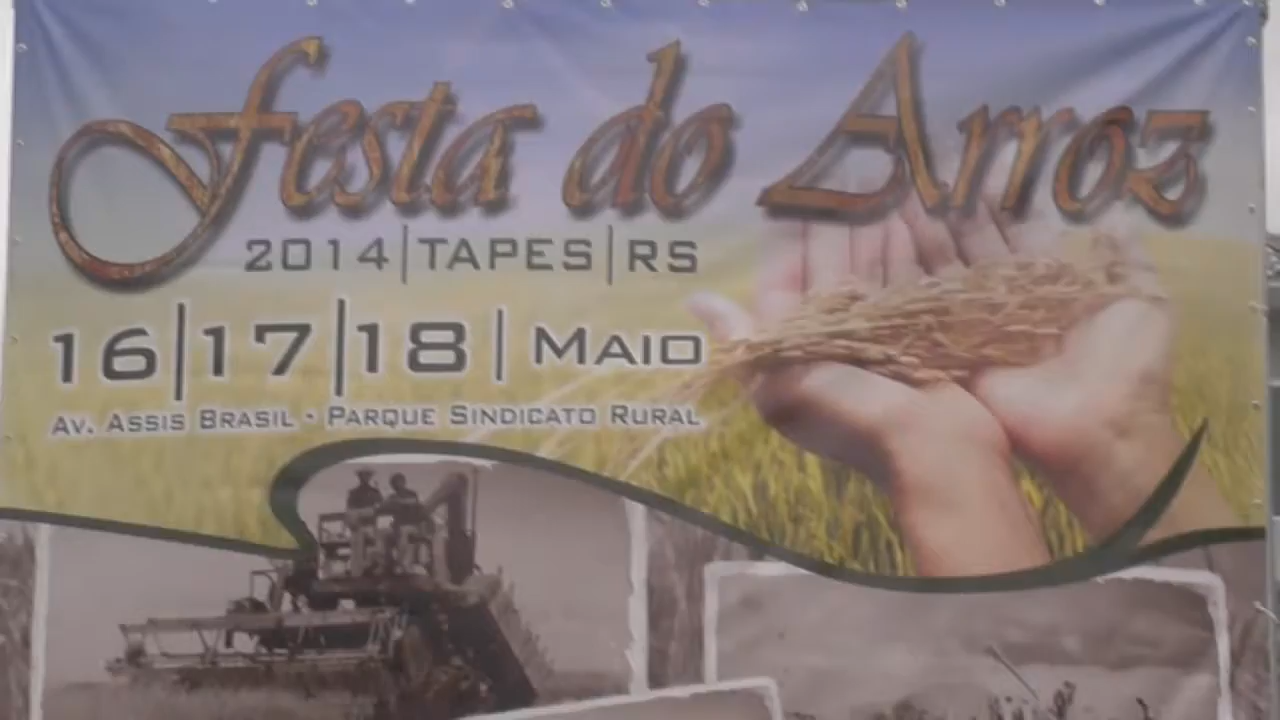 Festa do Arroz
2014|TAPES|RS
16|17|18|MAIO
AV. ASSIS BRASIL - PARQUE SINDICATO RURAL